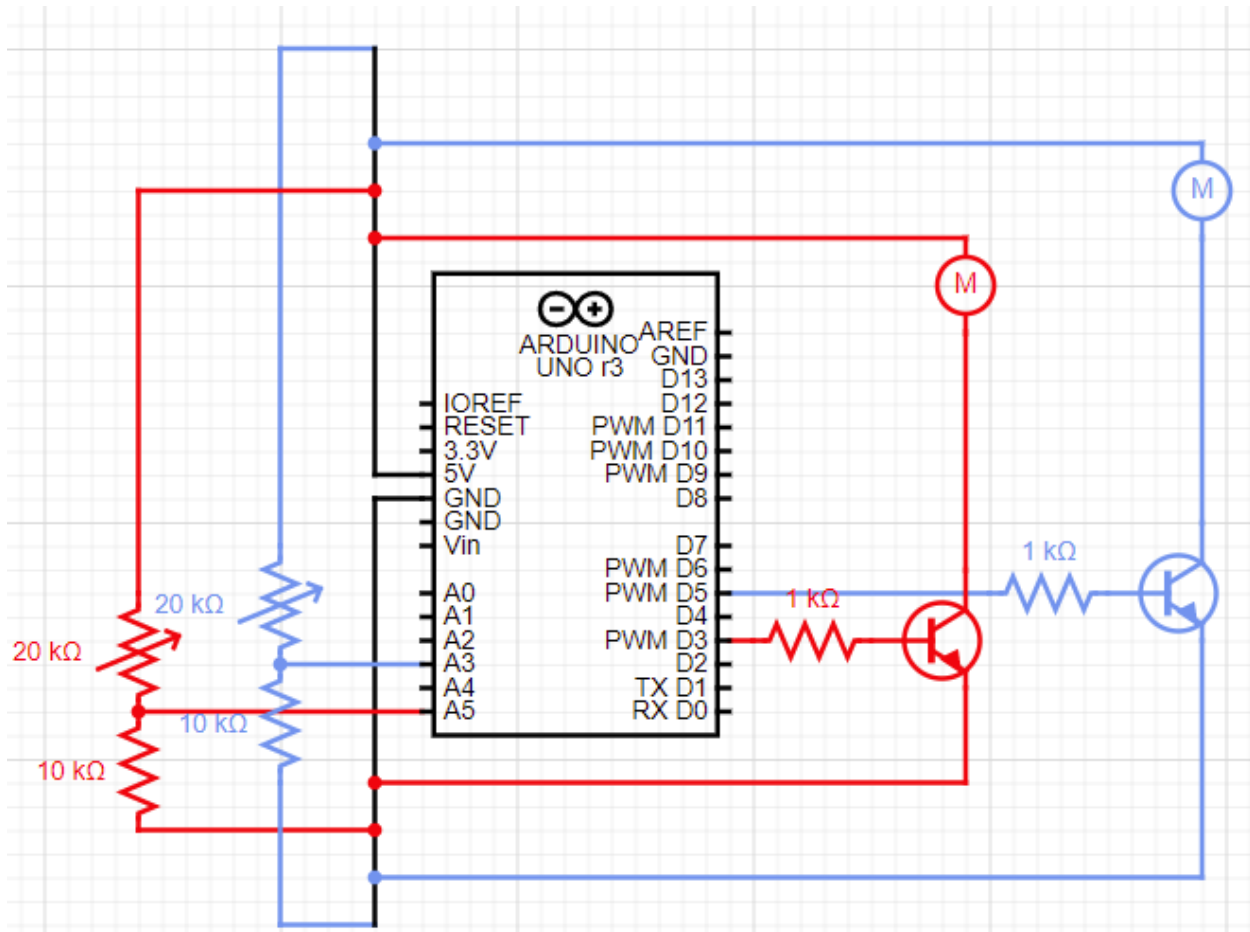 M
M
ARDUINO
UNO r3
AREF
GND
D13
IOREF
D12
RESET
PWM D11
3.3V
PWM D10
5V
PWM D9
GND
D8
GND
Vin
D7
1 kΩ
PWM D6
A0
PWM D5
20 kΩ
1 kΩ
A1
D4
A2
PWM D3
20 kΩ
A3
D2
A4
TX D1
A5
RX D0
10 kΩ
10 kΩ